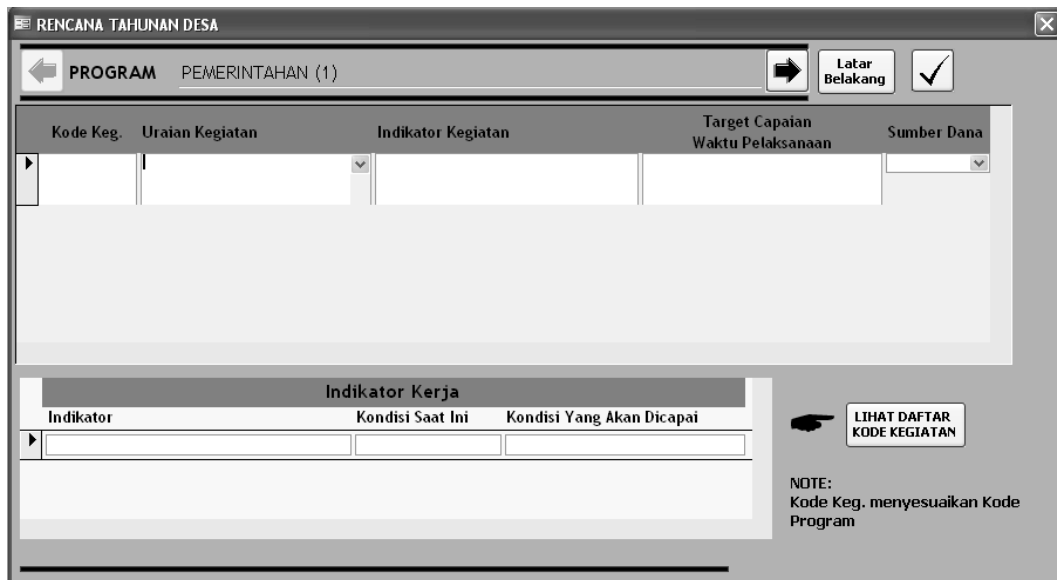 RENCANA TAHUNAN DESA
PROGRAM PEMERINTAHAN (1)
Latar
Belakang
Kode Keg. Uraian Kegiatan Indikator Kegiatan Target Capaian
Waktu Pelaksanaan Sumber Dana
Indikator Kerja
Indikator Kondisi Saat Ini Kondisi Yang Akan Dicapai
LIHAT DAFTAR
KODE KEGIATAN
NOTE:
Kode Keg. menyesuaikan Kode
Program